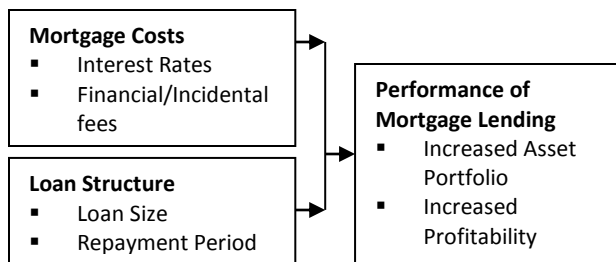 Mortgage Costs
▪ Interest Rates
▪ Financial/Incidental
fees
Loan Structure
▪ Loan Size
▪ Repayment Period
Performance of
Mortgage Lending
▪ Increased Asset
Portfolio
▪ Increased
Profitability